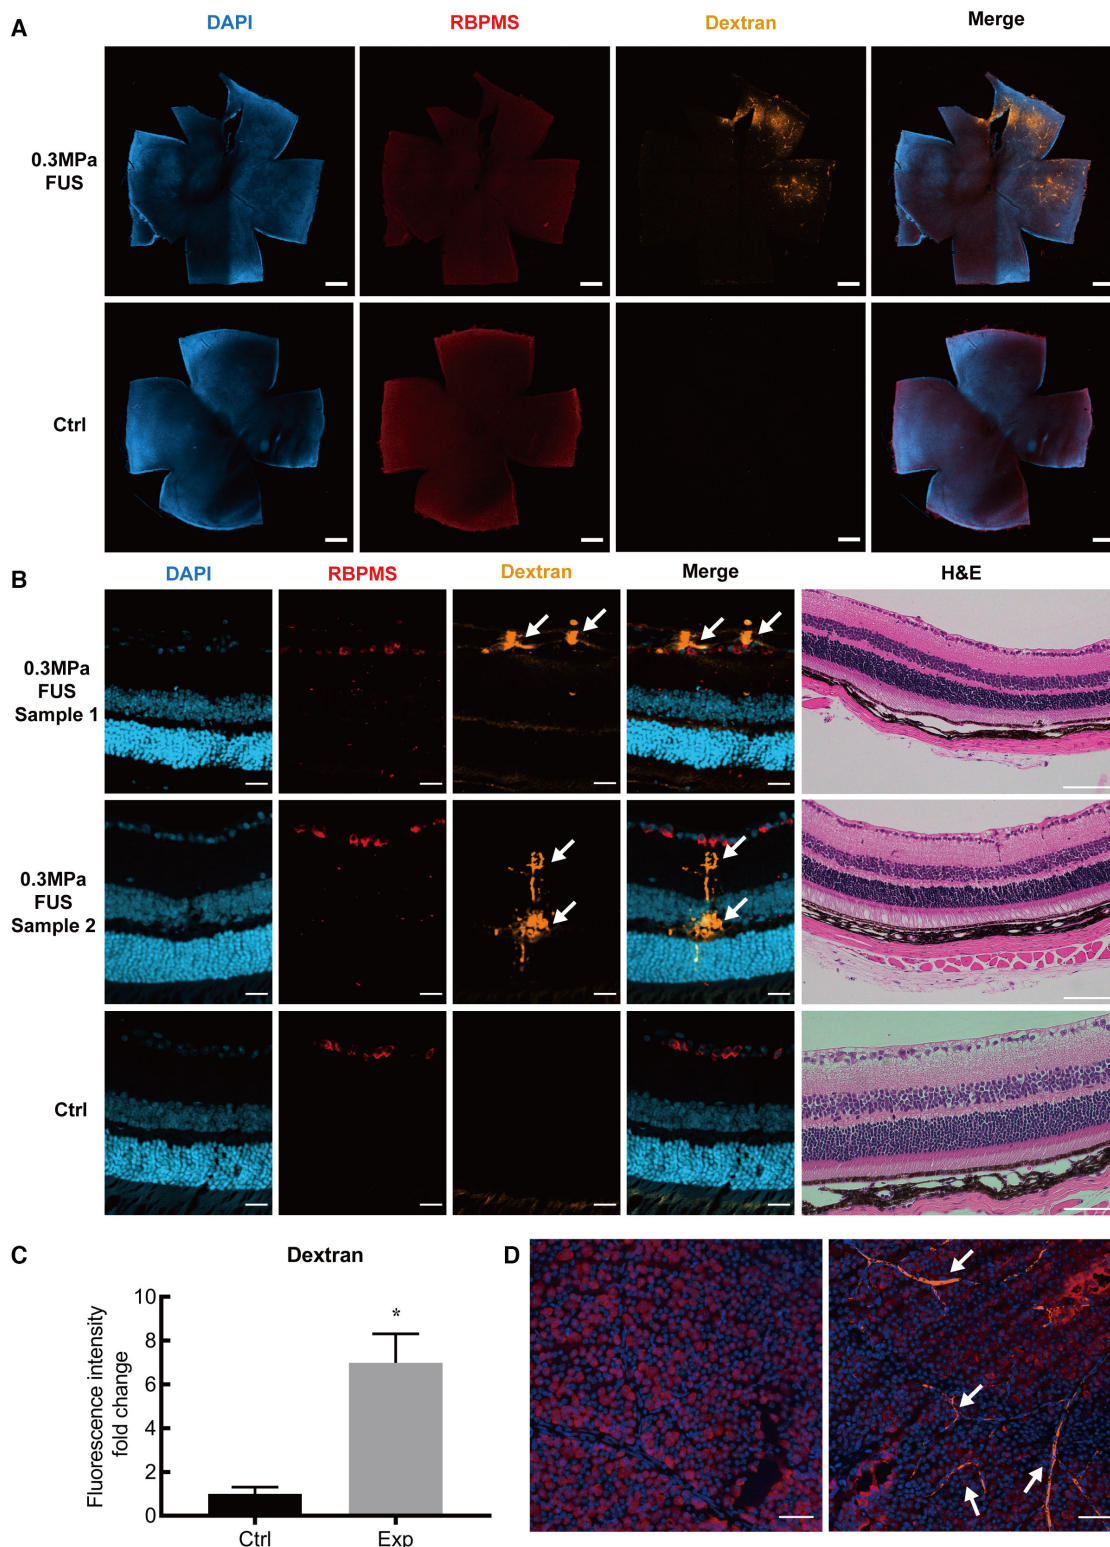 A
DAPI
RBPMS
Dextran
Merge
0.3MPa
FUS
Ctrl
B
DAPI
RBPMS
Dextran
Merge
H&E
0.3MPa
FUS
Sample 1
0.3MPa
FUS
Sample 2
Ctrl
C
Dextran
Fluorescence intensity
fold change
10
8
6
4
2
0
*
Ctrl
Exp
D